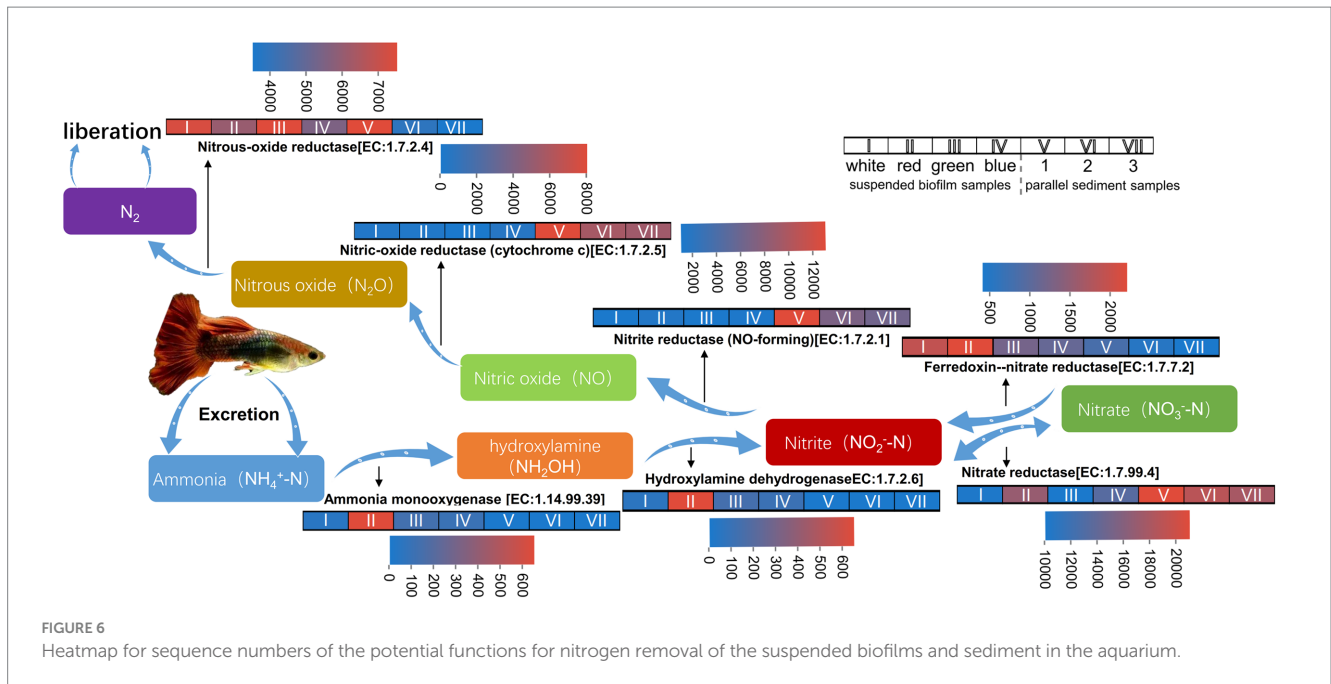 4000
5000
6000
7000
liberation
I II III IV V VI VII
Nitrous-oxide reductase[EC:1.7.2.4]
N₂
0
2000
4000
6000
8000
I II III IV V VI VII
white red green blue 1 2 3
suspended biofilm samples parallel sediment samples
I II III IV V VI VII
Nitric-oxide reductase (cytochrome c)[EC:1.7.2.5]
Nitrous oxide（N₂O）
2000
4000
6000
8000
10000
12000
I II III IV V VI VII
Nitrite reductase (NO-forming)[EC:1.7.2.1]
500
1000
1500
2000
I II III IV V VI VII
Ferredoxin--nitrate reductase[EC:1.7.7.2]
Nitric oxide（NO）
Nitrate（NO₃⁻-N）
Excretion
Ammonia（NH₄⁺-N）
hydroxylamine
（NH₂OH）
Nitrite（NO₂⁻-N）
Ammonia monooxygenase [EC:1.14.99.39]
I II III IV V VI VII
0
100
200
300
400
500
600
Hydroxylamine dehydrogenaseEC:1.7.2.6]
I II III IV V VI VII
0
100
200
300
400
500
600
Nitrate reductase[EC:1.7.99.4]
I II III IV V VI VII
10000
12000
14000
16000
18000
20000
FIGURE 6
Heatmap for sequence numbers of the potential functions for nitrogen removal of the suspended biofilms and sediment in the aquarium.